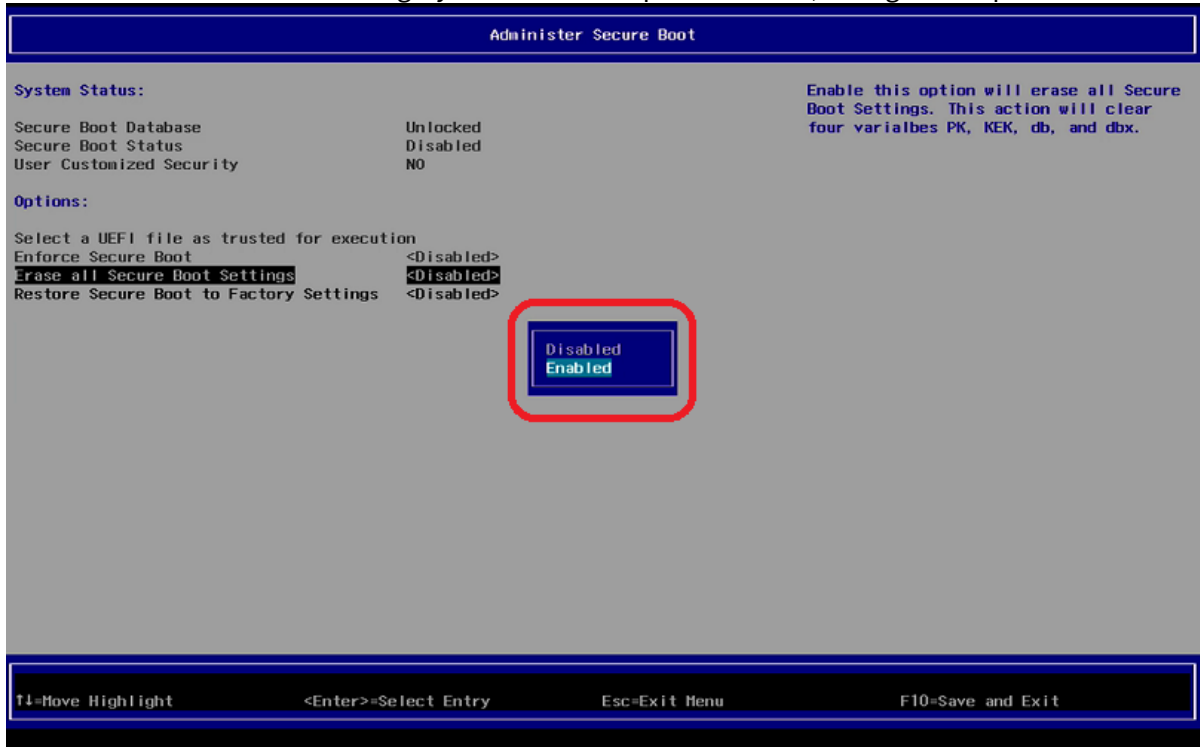 Administer Secure Boot
System Status:
Secure Boot Database Unlocked
Secure Boot Status Disabled
User Customized Security NO
Options:
Select a UEFI file as trusted for execution
Enforce Secure Boot <Disabled>
Erase all Secure Boot Settings <Disabled>
Restore Secure Boot to Factory Settings <Disabled>
Enable this option will erase all Secure
Boot Settings. This action will clear
four varialbes PK, KEK, db, and dbx.
Disabled
Enabled
↑↓=Move Highlight <Enter>=Select Entry Esc=Exit Menu F10=Save and Exit